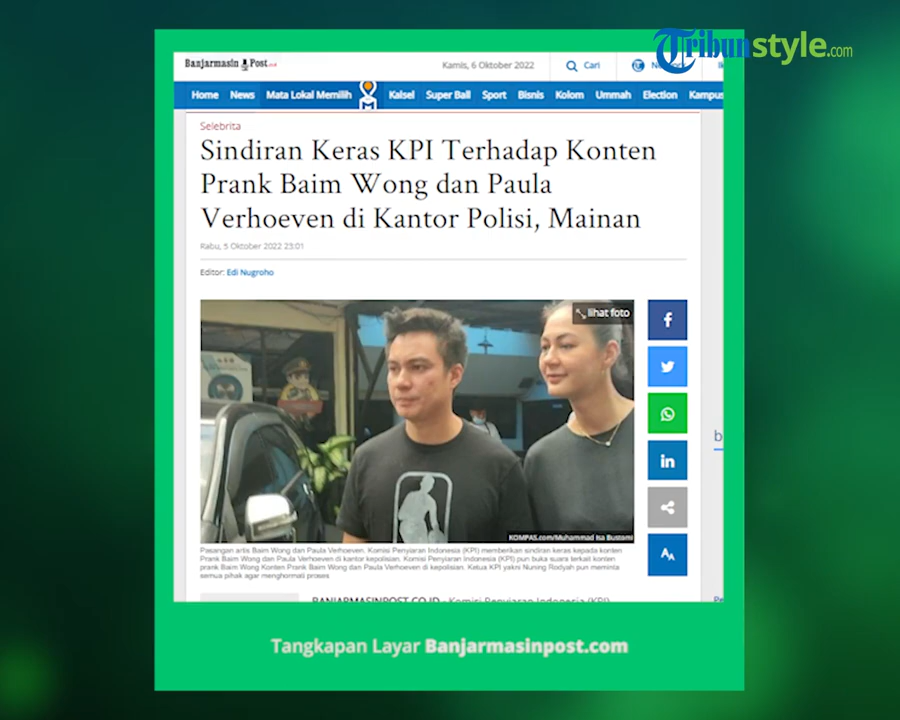 Tribunstyle.com
Banjarmasin Post
Kamis, 6 Oktober 2022
Cari
Home News Mata Lokal Memilih Kalsel Super Ball Sport Bisnis Kolom Ummah Election Kampus
Selebrita
Sindiran Keras KPI Terhadap Konten
Prank Baim Wong dan Paula
Verhoeven di Kantor Polisi, Mainan
Rabu, 5 Oktober 2022 23:01
Editor: Edi Nugroho
lihat foto
KOMPAS.com/Muhammad Isa Bustomi
Pasangan artis Baim Wong dan Paula Verhoeven. Komisi Penyiaran Indonesia (KPI) memberikan sindiran keras kepada konten
Prank Baim Wong dan Paula Verhoeven di kantor kepolisian. Komisi Penyiaran Indonesia (KPI) pun buka suara terkait konten
prank Baim Wong Konten Prank Baim Wong dan Paula Verhoeven di kepolisian. Ketua KPI yakni Nuning Rodiyah pun meminta
semua pihak agar menghormati proses
BANJARMASINPOST.CO.ID - Komisi Penyiaran Indonesia (KPI)
Tangkapan Layar Banjarmasinpost.com